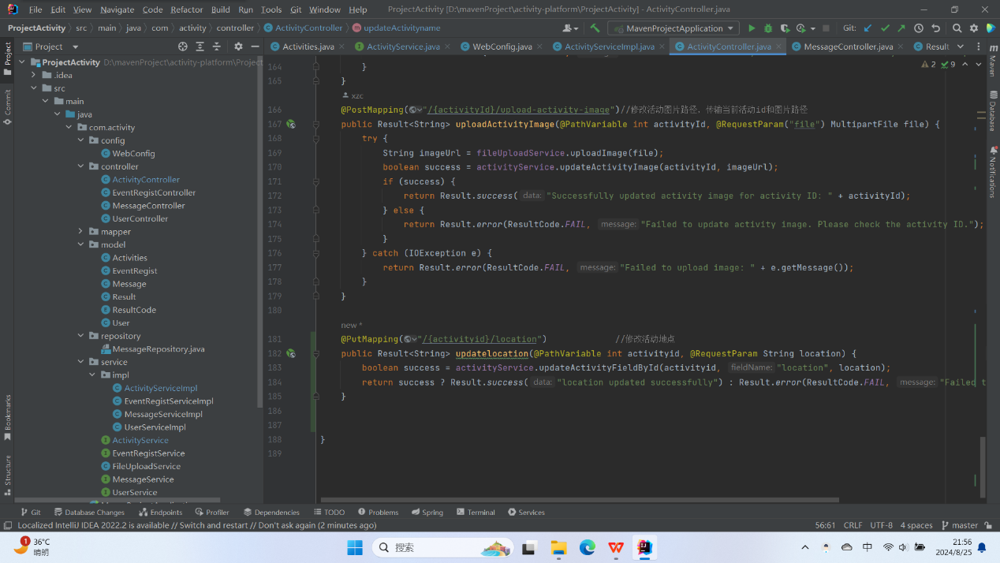 File Edit View Navigate Code Refactor Build Run Tools Git Window Help ProjectActivity [D:\mavenProject\activity-platform\ProjectActivity] - ActivityController.java
ProjectActivity src main java com activity controller ActivityController updateActivityname MavenProjectApplication Git:
Project Activities.java ActivityService.java WebConfig.java ActivityServiceImpl.java ActivityController.java MessageController.java Result
ProjectActivity D:\mavenProject\activity-platform\Project
.idea
src
main
java
com.activity
config
WebConfig
controller
ActivityController
EventRegistController
MessageController
UserController
mapper
model
Activities
EventRegist
Message
Result
ResultCode
User
repository
MessageRepository.java
service
impl
ActivityServiceImpl
EventRegistServiceImpl
MessageServiceImpl
UserServiceImpl
ActivityService
EventRegistService
FileUploadService
MessageService
UserService
Project
Commit
Bookmarks
Structure
2 9
164 }
165 }
xzc
166 @PostMapping("/{activityId}/upload-activity-image")//修改活动图片路径，传输当前活动id和图片路径
167 public Result<String> uploadActivityImage(@PathVariable int activityId, @RequestParam("file") MultipartFile file) {
168 try {
169 String imageUrl = fileUploadService.uploadImage(file);
170 boolean success = activityService.updateActivityImage(activityId, imageUrl);
171 if (success) {
172 return Result.success( data: "Successfully updated activity image for activity ID: " + activityId);
173 } else {
174 return Result.error(ResultCode.FAIL, message: "Failed to update activity image. Please check the activity ID.");
175 }
176 } catch (IOException e) {
177 return Result.error(ResultCode.FAIL, message: "Failed to upload image: " + e.getMessage());
178 }
179 }
180
new *
181 @PutMapping("/{activityid}/location") //修改活动地点
182 public Result<String> updatelocation(@PathVariable int activityid, @RequestParam String location) {
183 boolean success = activityService.updateActivityFieldById(activityid, fieldName: "location", location);
184 return success ? Result.success( data: "location updated successfully") : Result.error(ResultCode.FAIL, message: "Failed t
185 }
186
187
188 }
189
Maven
Database
Notifications
Git Database Changes Endpoints Profiler Dependencies TODO Problems Spring Terminal Services
Localized IntelliJ IDEA 2022.2 is available // Switch and restart // Don't ask again (2 minutes ago) 56:61 CRLF UTF-8 4 spaces master
1
36°C
晴朗
搜索
中
21:56
2024/8/25